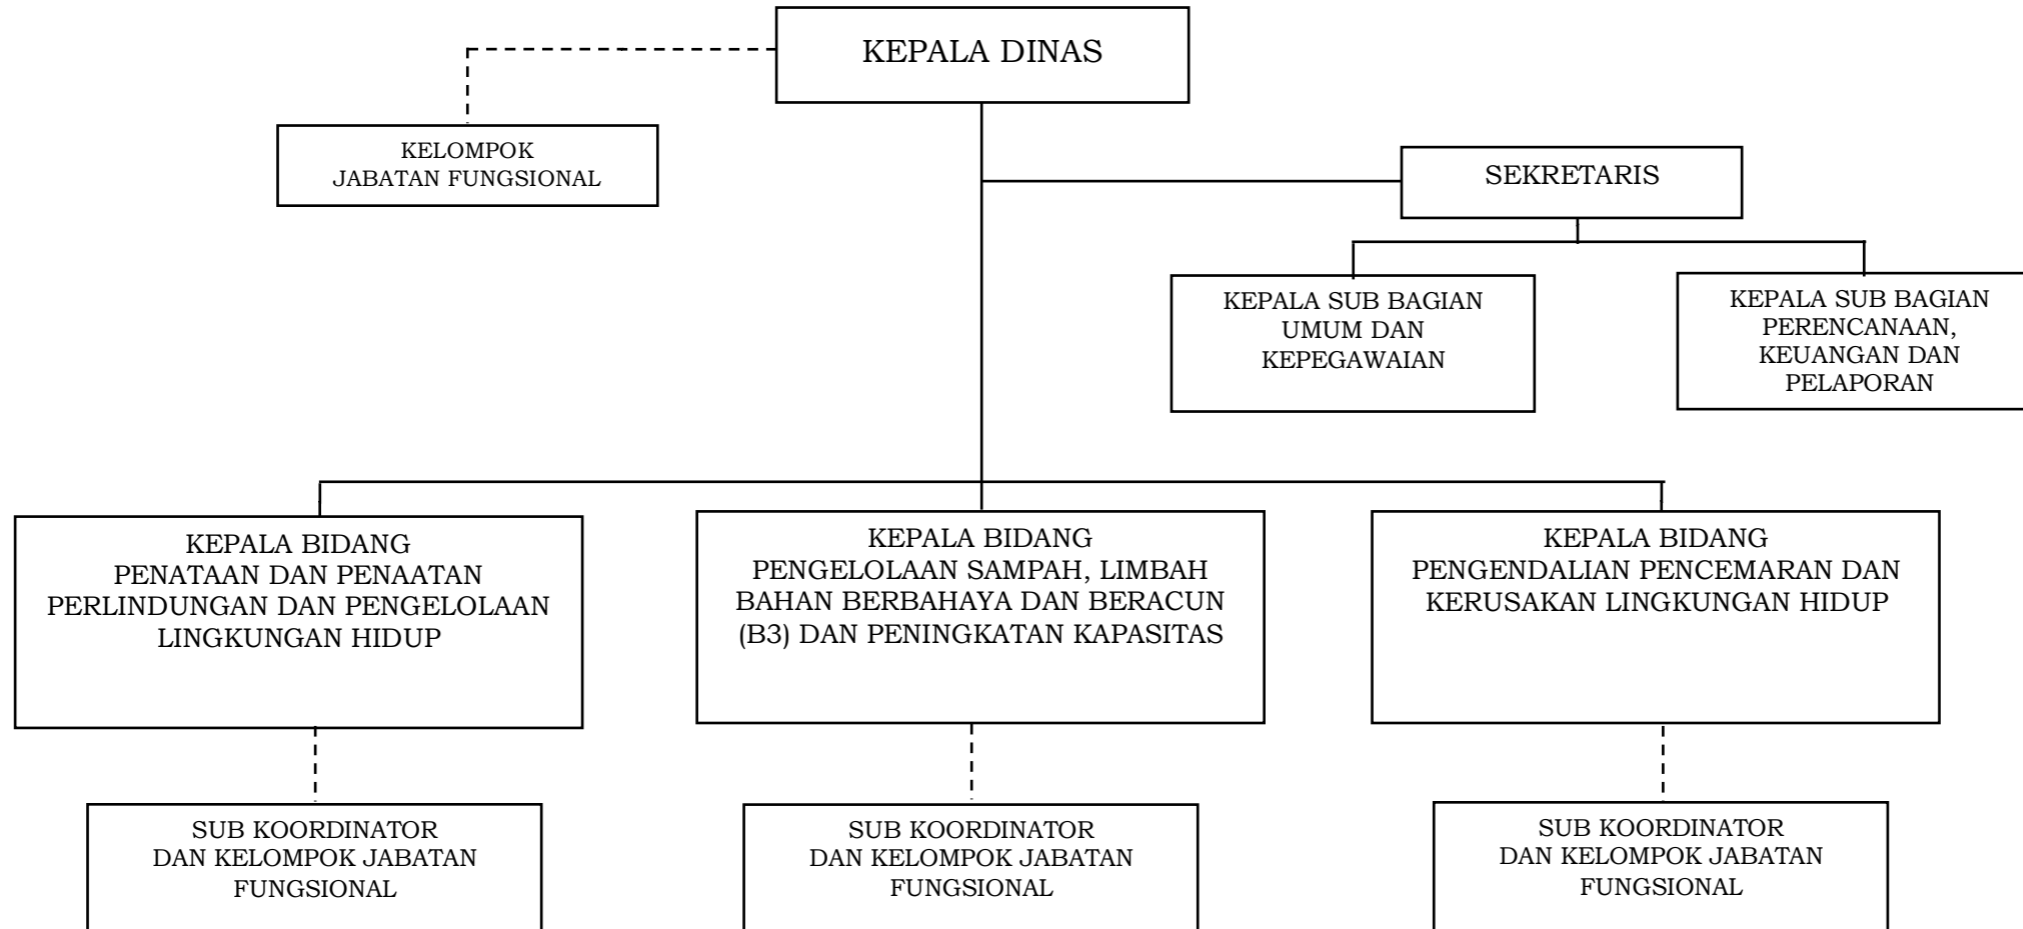 KEPALA DINAS
KELOMPOK
JABATAN FUNGSIONAL
SEKRETARIS
KEPALA SUB BAGIAN
UMUM DAN
KEPEGAWAIAN
KEPALA SUB BAGIAN
PERENCANAAN,
KEUANGAN DAN
PELAPORAN
KEPALA BIDANG
PENATAAN DAN PENAATAN
PERLINDUNGAN DAN PENGELOLAAN
LINGKUNGAN HIDUP
KEPALA BIDANG
PENGELOLAAN SAMPAH, LIMBAH
BAHAN BERBAHAYA DAN BERACUN
(B3) DAN PENINGKATAN KAPASITAS
KEPALA BIDANG
PENGENDALIAN PENCEMARAN DAN
KERUSAKAN LINGKUNGAN HIDUP
SUB KOORDINATOR
DAN KELOMPOK JABATAN
FUNGSIONAL
SUB KOORDINATOR
DAN KELOMPOK JABATAN
FUNGSIONAL
SUB KOORDINATOR
DAN KELOMPOK JABATAN
FUNGSIONAL